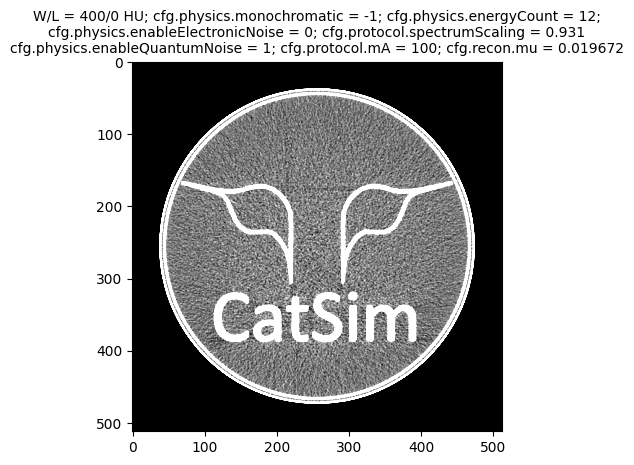 W/L = 400/0 HU; cfg.physics.monochromatic = -1; cfg.physics.energyCount = 12;
cfg.physics.enableElectronicNoise = 0; cfg.protocol.spectrumScaling = 0.931
cfg.physics.enableQuantumNoise = 1; cfg.protocol.mA = 100; cfg.recon.mu = 0.019672
0
100
200
300
CatSim
400
500
0 100 200 300 400 500